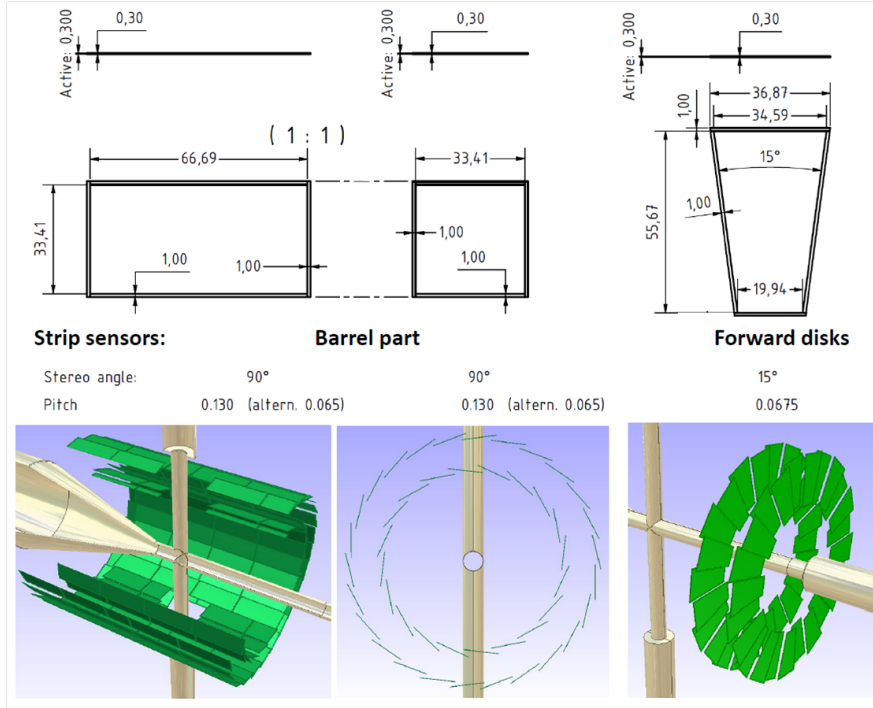 0,30
0,30
0,30
Active: 0,300
Active: 0,300
Active: 0,300
36,87
34,59
1,00
( 1 : 1 )
66,69
33,41
15°
33,41
1,00
1,00
1,00
1,00
1,00
55,67
19,94
Strip sensors: Barrel part Forward disks
Stereo angle: 90° 90° 15°
Pitch 0.130 (altern. 0.065) 0.130 (altern. 0.065) 0.0675